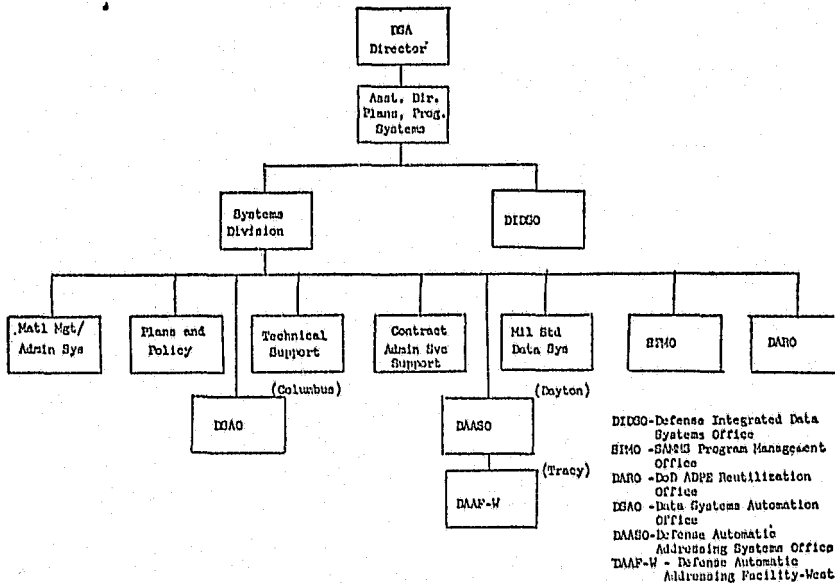 DSA
Director
Asst. Dir.
Plans, Prog.
Systems
Systems
Division
DIDSO
Matl Mgt/
Admin Sys
Plans and
Policy
Technical
Support
Contract
Admin Svc
Support
Mil Std
Data Sys
SIMO
DARO
(Columbus)
DSAO
(Dayton)
DAASO
(Tracy)
DAAF-W
DIDSO-Defense Integrated Data
Systems Office
SIMO -SAMMS Program Management
Office
DARO -DoD ADPE Reutilization
Office
DSAO -Data Systems Automation
Office
DAASO-Defense Automatic
Addressing Systems Office
DAAF-W - Defense Automatic
Addressing Facility-West